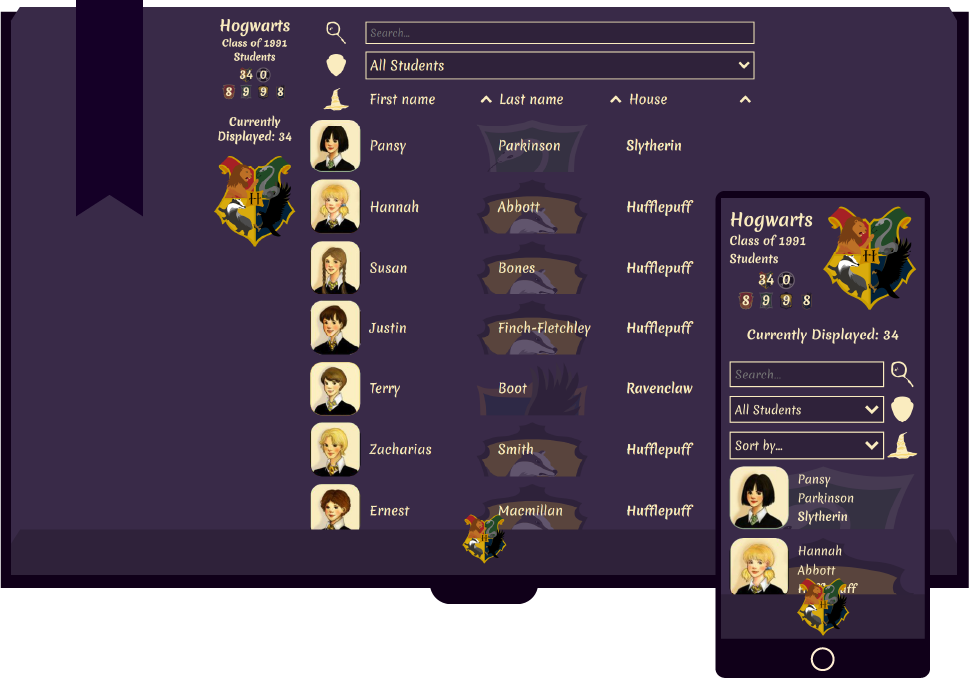 Hogwarts
Class of 1991
Students
34 0
8 9 9 8
Currently
Displayed: 34
Search...
All Students
First name Last name House
Pansy Parkinson Slytherin
Hannah Abbott Hufflepuff
Susan Bones Hufflepuff
Justin Finch-Fletchley Hufflepuff
Terry Boot Ravenclaw
Zacharias Smith Hufflepuff
Ernest Macmillan Hufflepuff
H
Hogwarts
Class of 1991
Students
34 0
8 9 9 8
H
Currently Displayed: 34
Search...
All Students
Sort by...
Pansy
Parkinson
Slytherin
Hannah
Abbott